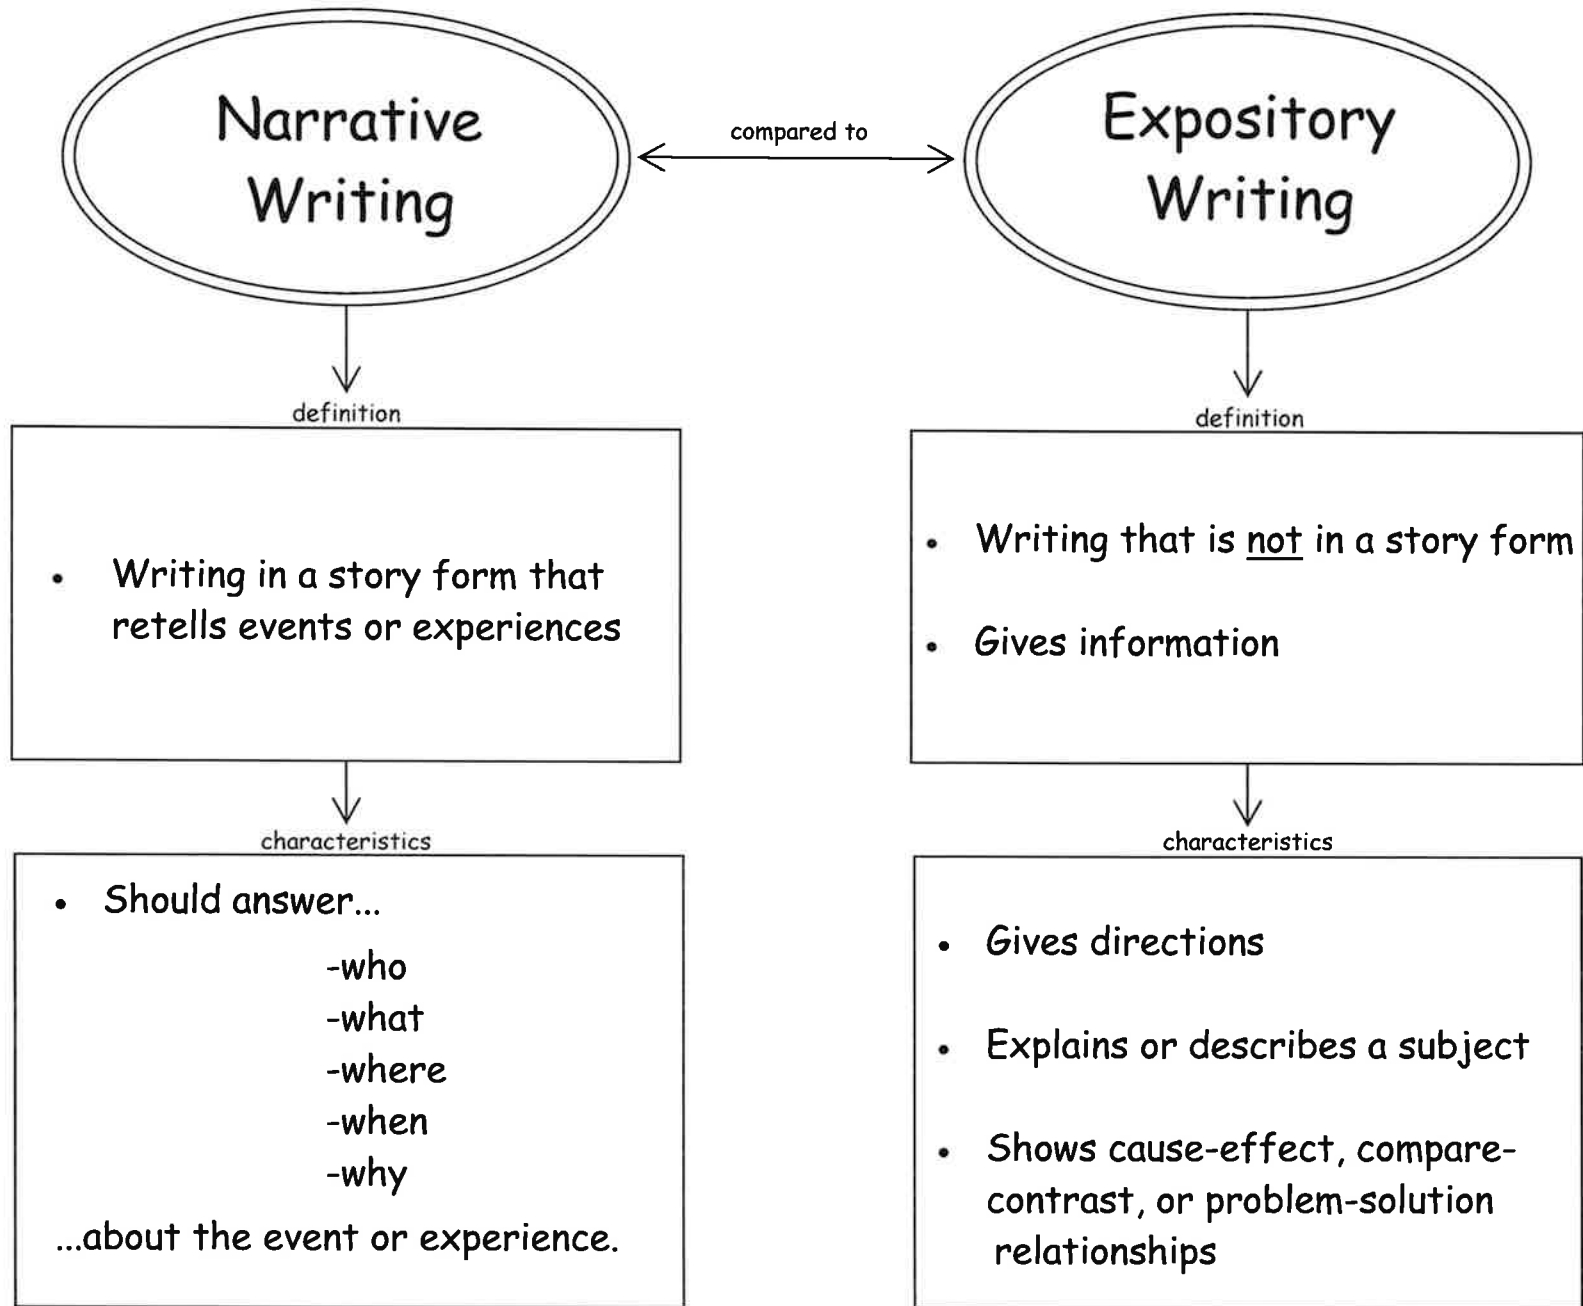 Narrative
Writing
compared to
Expository
Writing
definition
• Writing in a story form that
retells events or experiences
definition
• Writing that is not in a story form
• Gives information
characteristics
• Should answer...
-who
-what
-where
-when
-why
...about the event or experience.
characteristics
• Gives directions
• Explains or describes a subject
• Shows cause-effect, compare-
contrast, or problem-solution
relationships